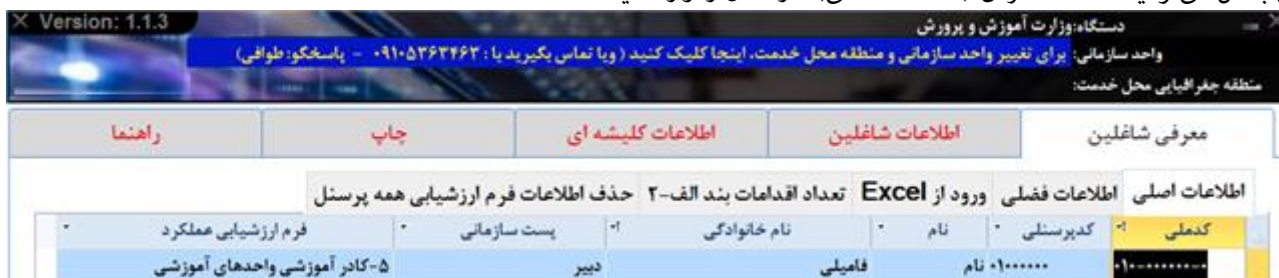 Version: 1.1.3
دستگاه:وزارت آموزش و پرورش
واحد سازمانی: برای تغییر واحد سازمانی و منطقه محل خدمت، اینجا کلیک کنید ( ویا تماس بگیرید با : ۰۹۱۰۵۳۶۳۴۶۳ - پاسخگو: طوافی)
منطقه جغرافیایی محل خدمت:
معرفی شاغلین اطلاعات شاغلین اطلاعات کلیشه ای چاپ راهنما
اطلاعات اصلی اطلاعات فضلی ورود از Excel تعداد اقدامات بند الف-۲ حذف اطلاعات فرم ارزشیابی همه پرسنل
کدملی کدپرسنلی نام نام خانوادگی پست سازمانی فرم ارزشیابی عملکرد
نام فامیلی دبیر ۵-کادر آموزشی واحدهای آموزشی